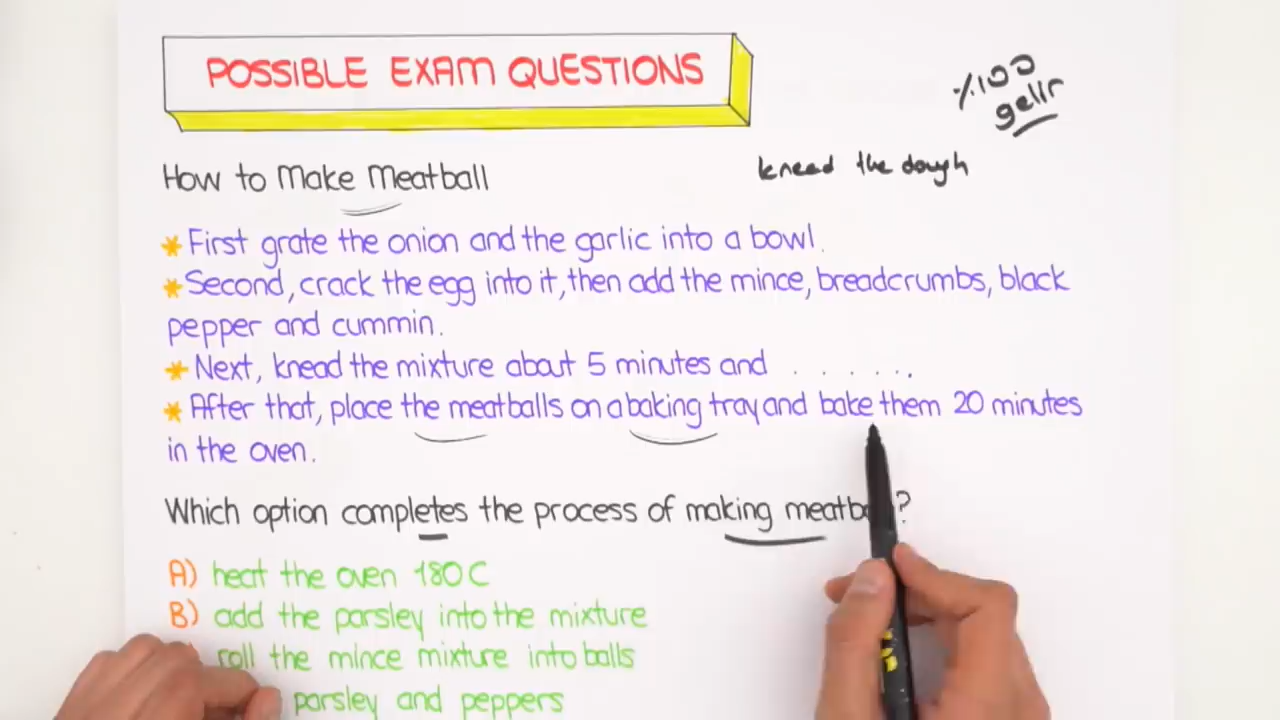 POSSIBLE EXAM QUESTIONS
%100
gelir
knead the dough
How to Make Meatball
First grate the onion and the garlic into a bowl.
Second, crack the egg into it, then add the mince, breadcrumbs, black
pepper and cummin.
Next, knead the mixture about 5 minutes and ......
After that, place the meatballs on a baking tray and bake them 20 minutes
in the oven.
Which option completes the process of making ?
A) heat the oven 180 C
B) add the parsley into the mixture
roll the mince mixture into balls
parsley and peppers